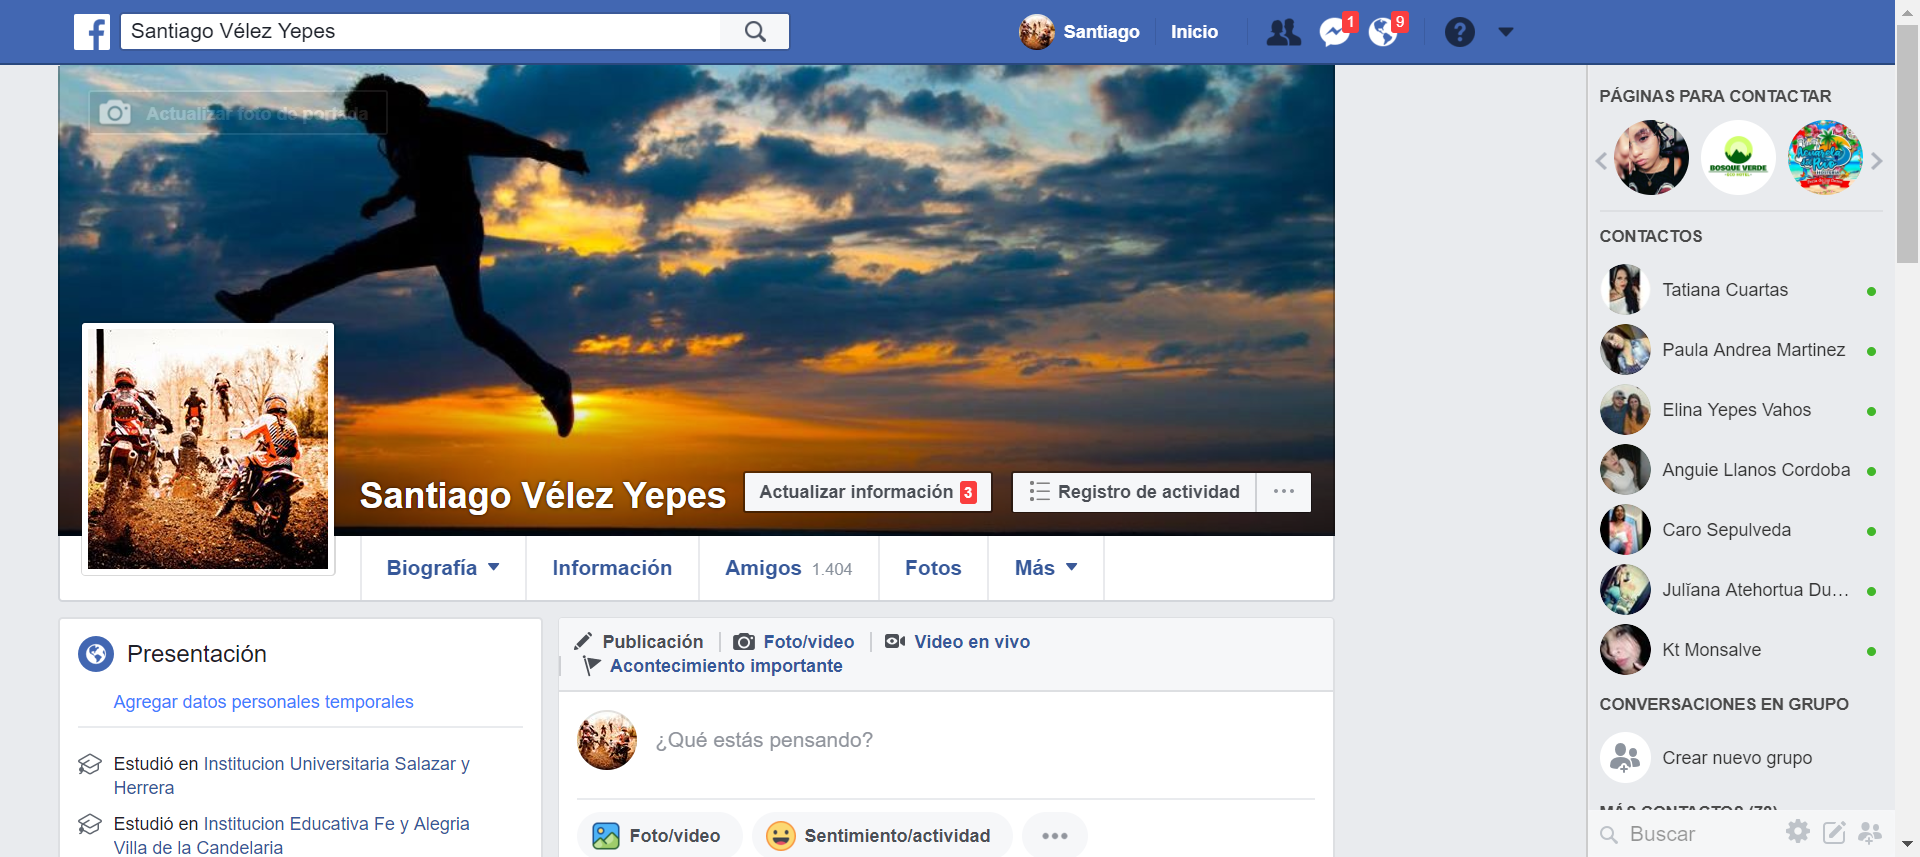 Santiago Vélez Yepes
Santiago
Inicio
1
9
?
Actualizar foto de portada
Santiago Vélez Yepes
Actualizar información 3
Registro de actividad
Biografía
Información
Amigos 1.404
Fotos
Más
Presentación
Agregar datos personales temporales
Estudió en Institucion Universitaria Salazar y
Herrera
Estudió en Institucion Educativa Fe y Alegria
Villa de la Candelaria
Publicación
Foto/video
Video en vivo
Acontecimiento importante
¿Qué estás pensando?
Foto/video
Sentimiento/actividad
PÁGINAS PARA CONTACTAR
BOSQUE VERDE
CONTACTOS
Tatiana Cuartas
Paula Andrea Martinez
Elina Yepes Vahos
Anguie Llanos Cordoba
Caro Sepulveda
Juliana Atehortua Du...
Kt Monsalve
CONVERSACIONES EN GRUPO
Crear nuevo grupo
MÁS CONTACTOS (78)
Buscar